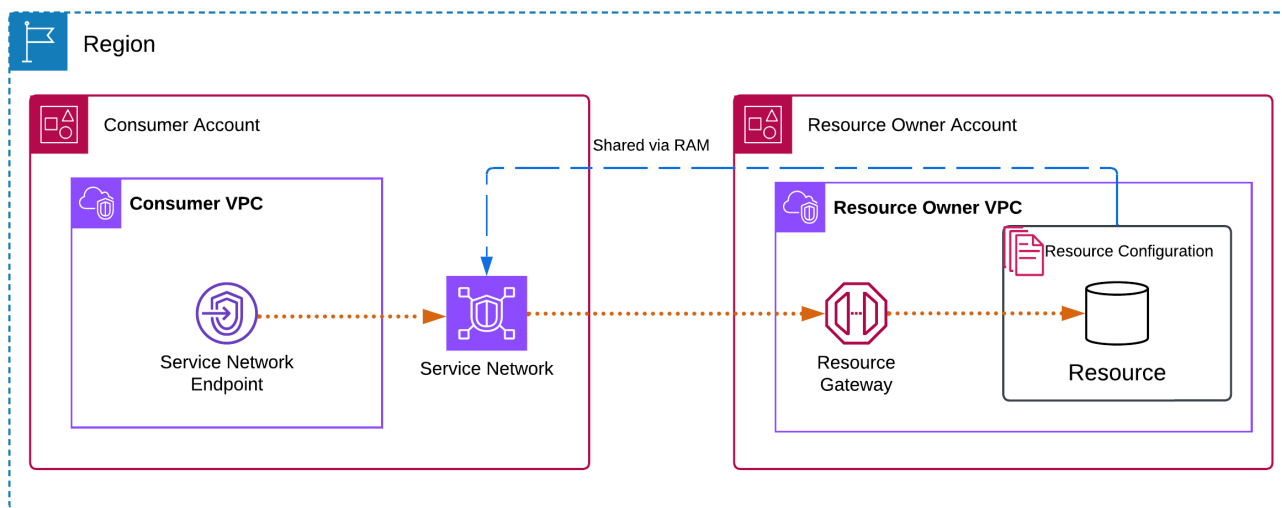 Region
Consumer Account
Shared via RAM
Resource Owner Account
Consumer VPC
Resource Owner VPC
Resource Configuration
Service Network
Endpoint
Service Network
Resource
Gateway
Resource